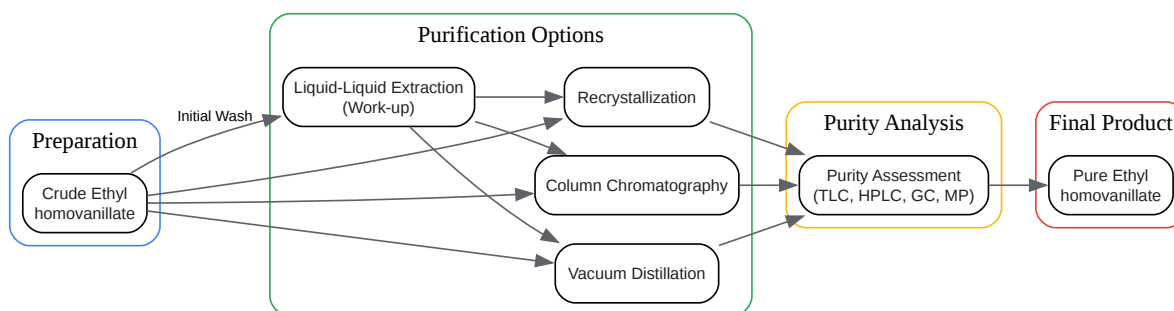 Preparation
Crude Ethyl
homovanillate
Initial Wash
Purification Options
Liquid-Liquid Extraction
(Work-up)
Recrystallization
Column Chromatography
Vacuum Distillation
Purity Analysis
Purity Assessment
(TLC, HPLC, GC, MP)
Final Product
Pure Ethyl
homovanillate